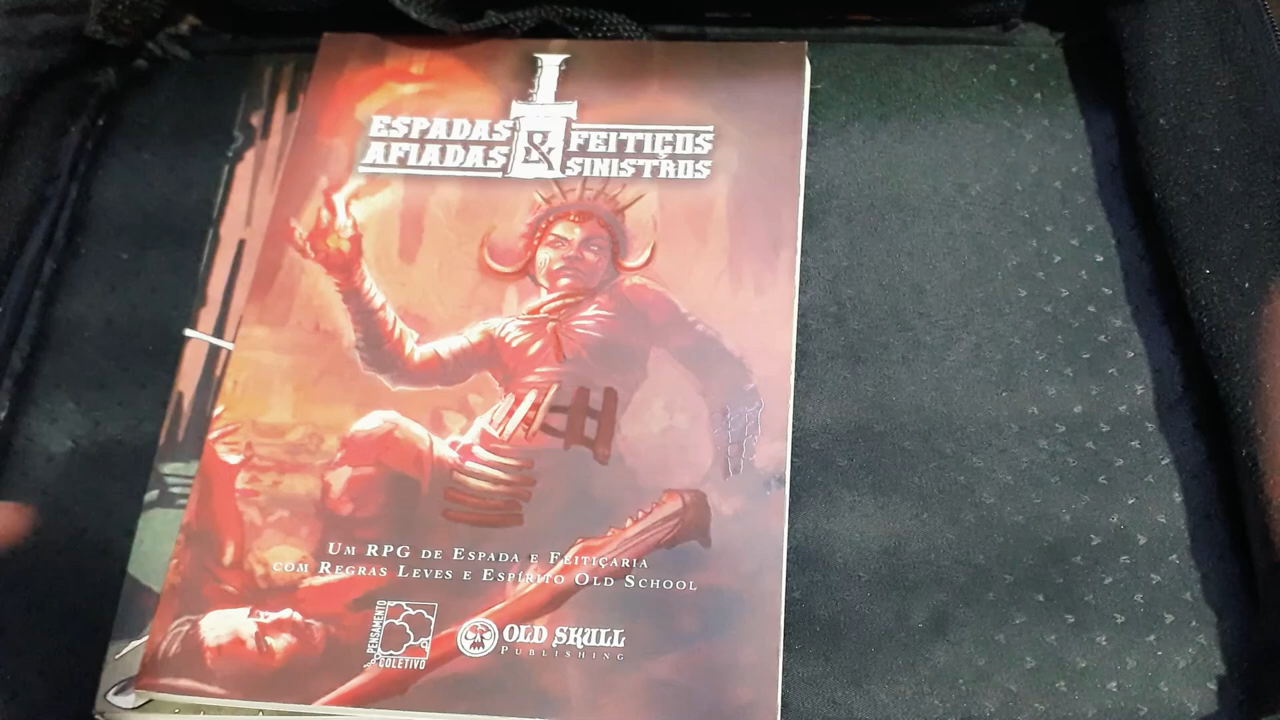 ESPADAS
AFIADAS
&
FEITIÇOS
SINISTROS
UM RPG DE ESPADA E FEITIÇARIA
COM REGRAS LEVES E ESPÍRITO OLD SCHOOL
PENSAMENTO
COLETIVO
OLD SKULL
PUBLISHING